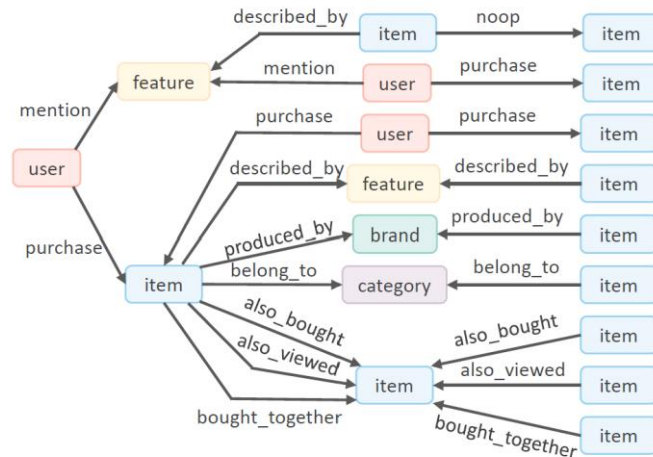 described_by
item
noop
item
feature
mention
user
purchase
item
mention
purchase
user
purchase
item
user
described_by
feature
described_by
item
purchase
produced_by
brand
produced_by
item
item
belong_to
category
belong_to
item
also_bought
also_bought
item
also_viewed
item
also_viewed
item
bought_together
bought_together
item